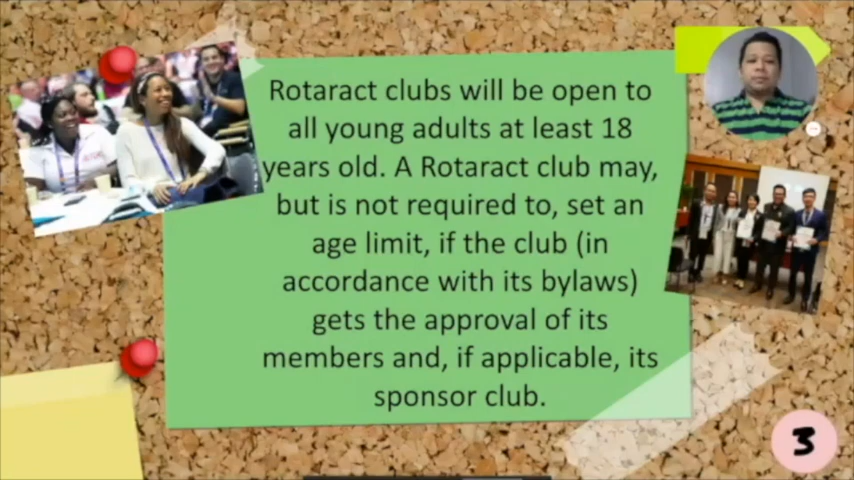 Rotaract clubs will be open to
all young adults at least 18
years old. A Rotaract club may,
but is not required to, set an
age limit, if the club (in
accordance with its bylaws)
gets the approval of its
members and, if applicable, its
sponsor club.
3